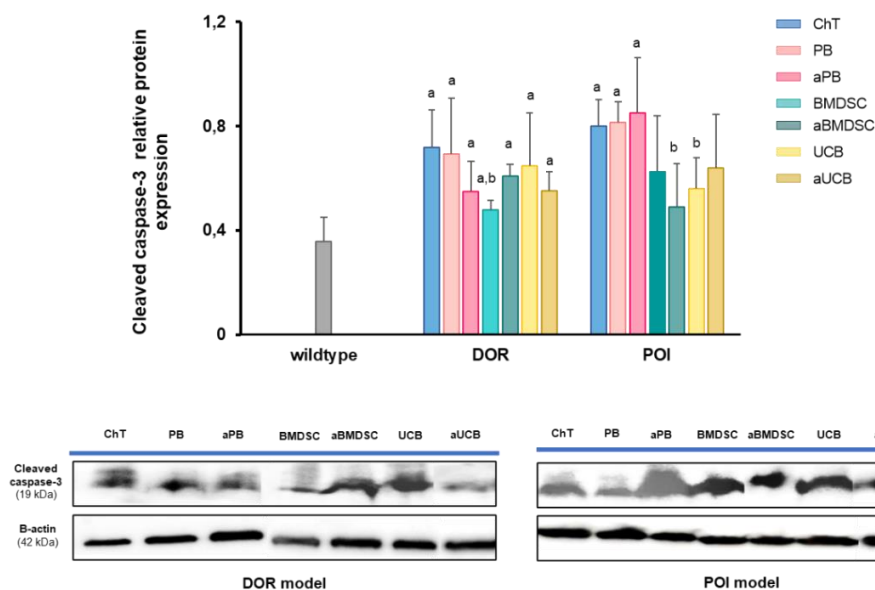 Cleaved caspase-3 relative protein
expression
1,2
0,8
0,4
0
a
a
a
a,b
a
a
a
a
a
a
b
b
wildtype
DOR
POI
ChT
PB
aPB
BMDSC
aBMDSC
UCB
aUCB
ChT PB aPB BMDSC aBMDSC UCB aUCB
Cleaved
caspase-3
(19 kDa)
B-actin
(42 kDa)
DOR model
ChT PB aPB BMDSC aBMDSC UCB
POI model